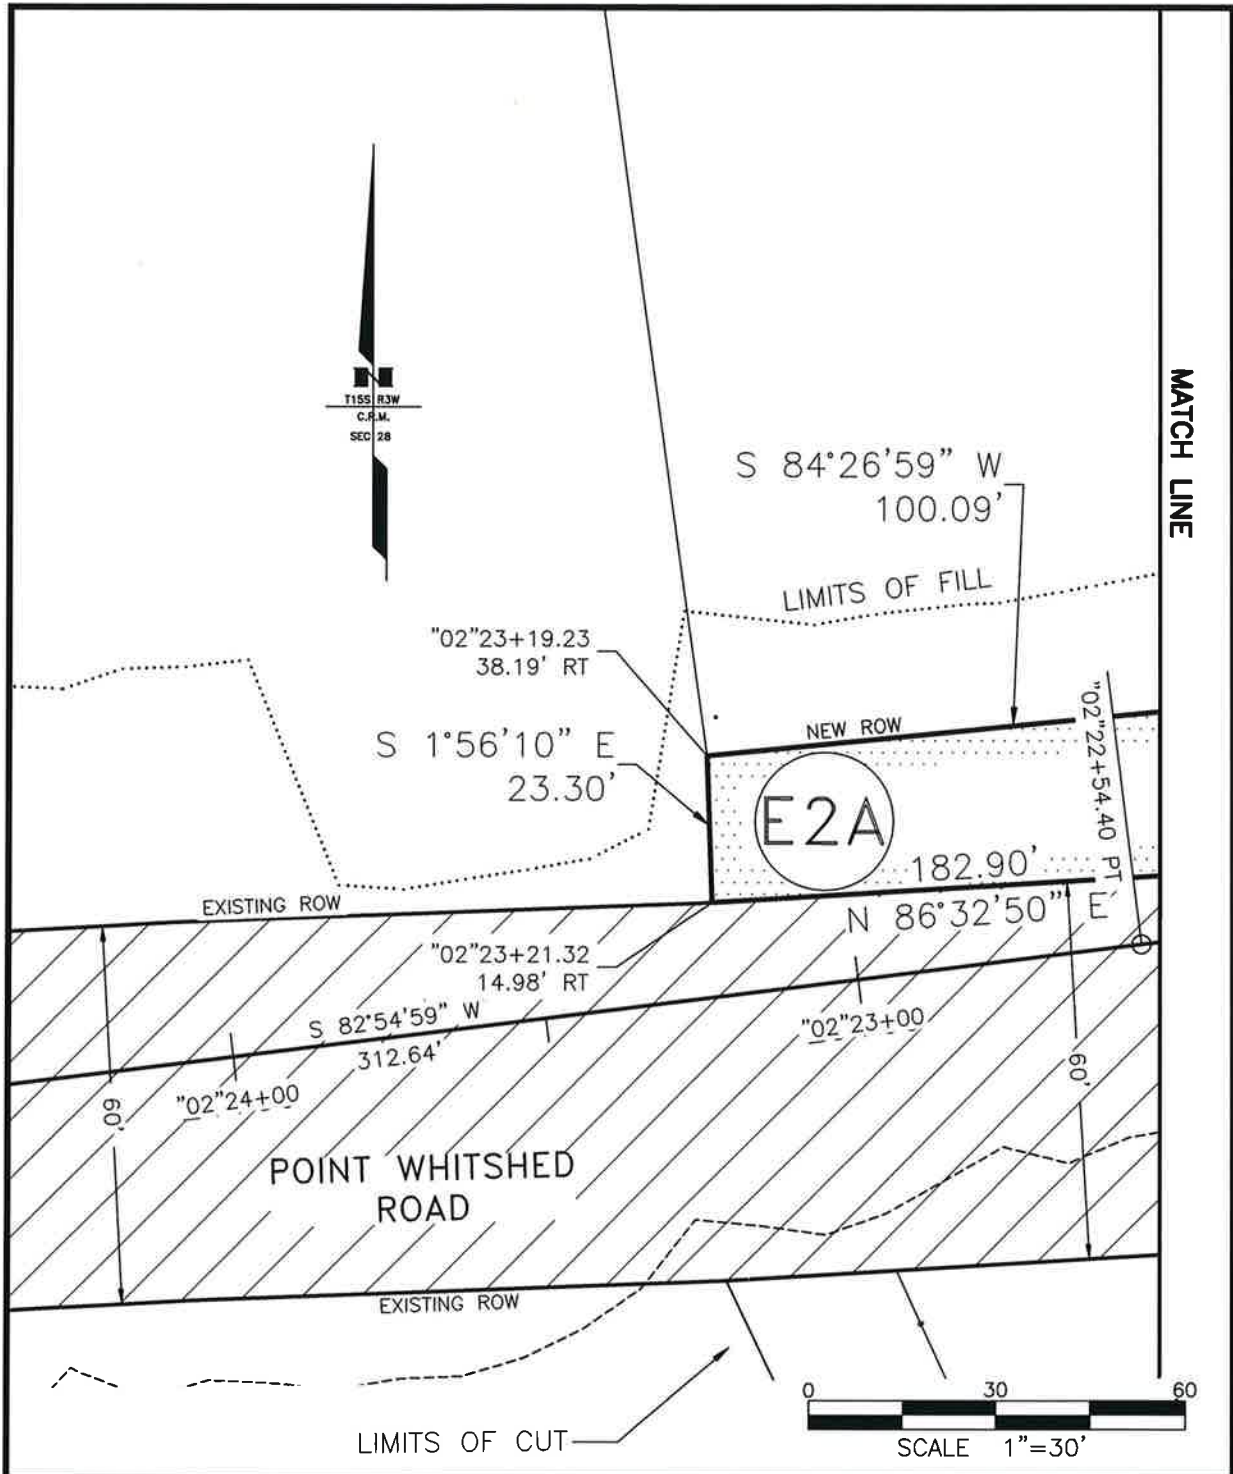 T15S R3W
C.R.M.
SEC 28
MATCH LINE
S 84°26'59" W
100.09'
LIMITS OF FILL
"02"23+19.23
38.19' RT
S 1°56'10" E
23.30'
NEW ROW
"02"22+54.40 PT
E2A
182.90'
N 86°32'50" E
EXISTING ROW
"02"23+21.32
14.98' RT
S 82°54'59" W
312.64'
"02"23+00
"02"24+00
60'
60'
POINT WHITSHED
ROAD
EXISTING ROW
LIMITS OF CUT
0 30 60
SCALE 1"=30'